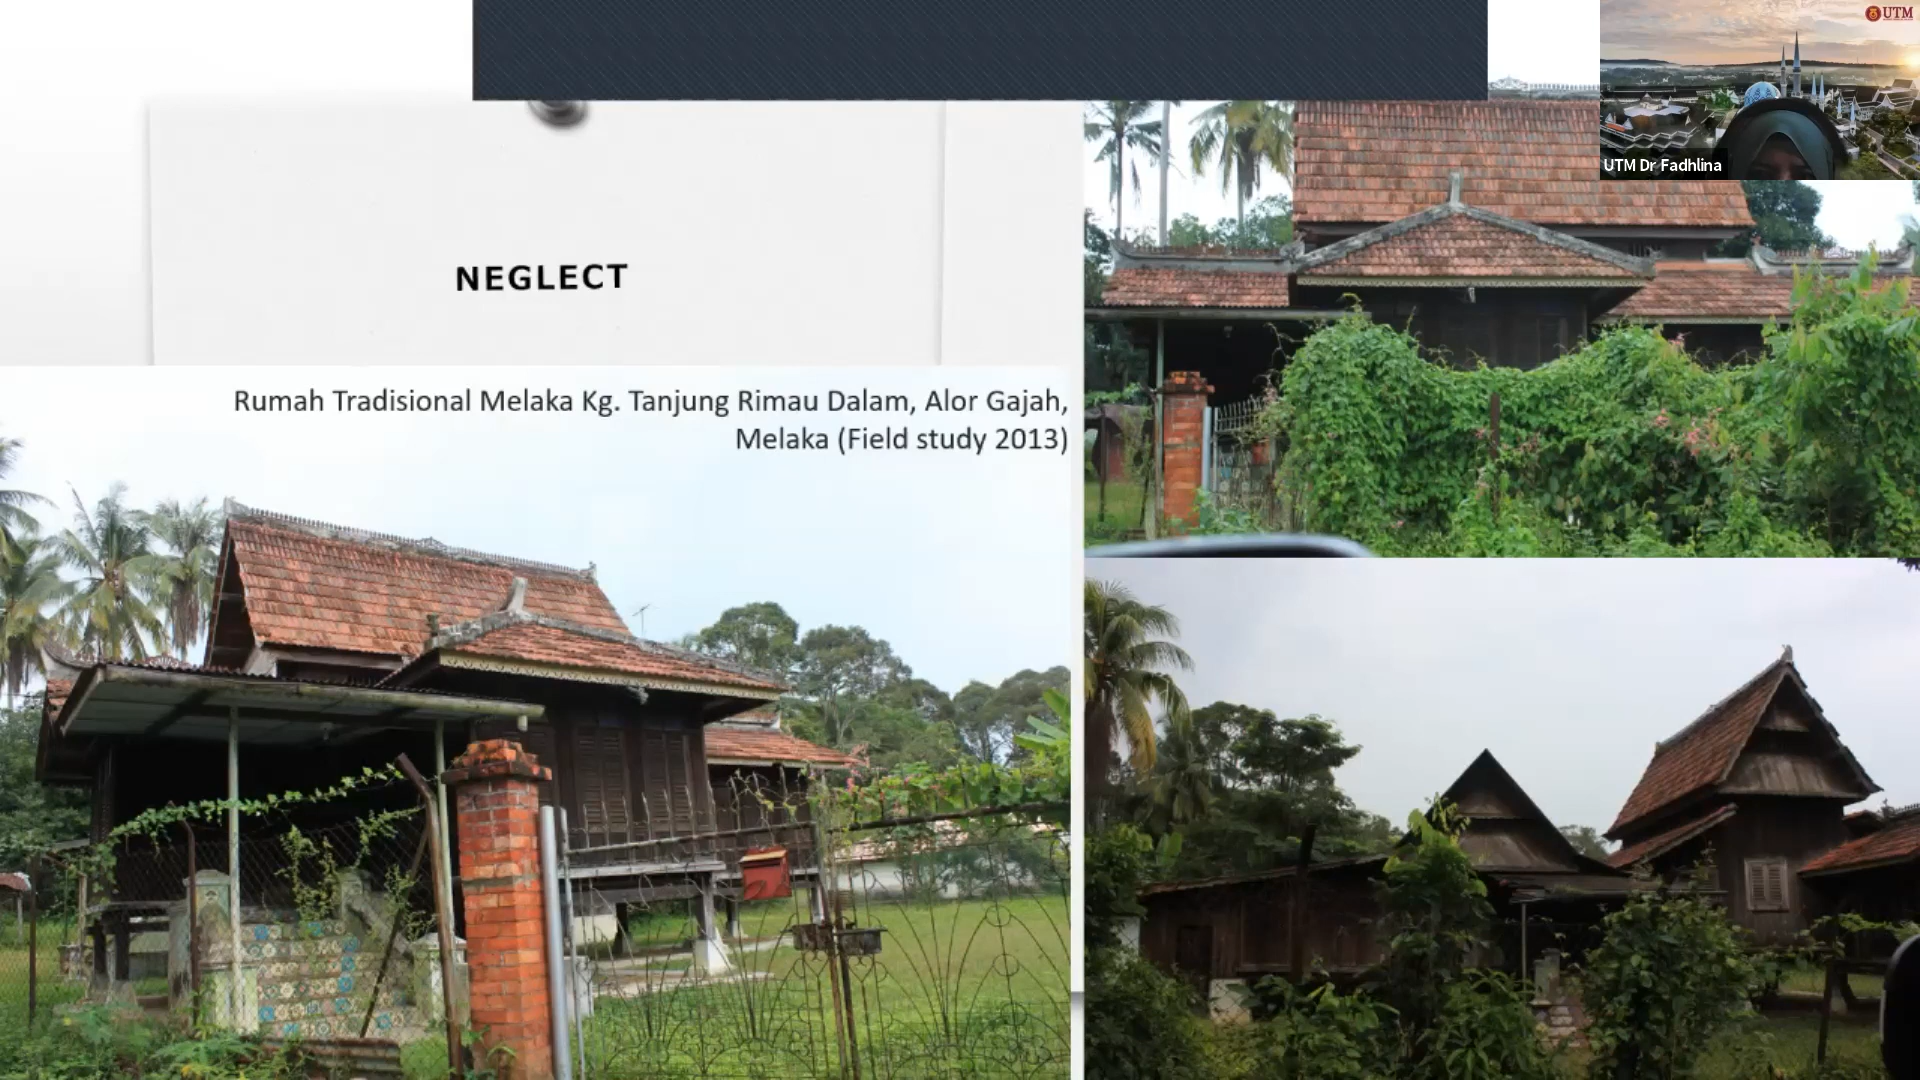 NEGLECT
Rumah Tradisional Melaka Kg. Tanjung Rimau Dalam, Alor Gajah,
Melaka (Field study 2013)
UTM
UTM Dr Fadhlina